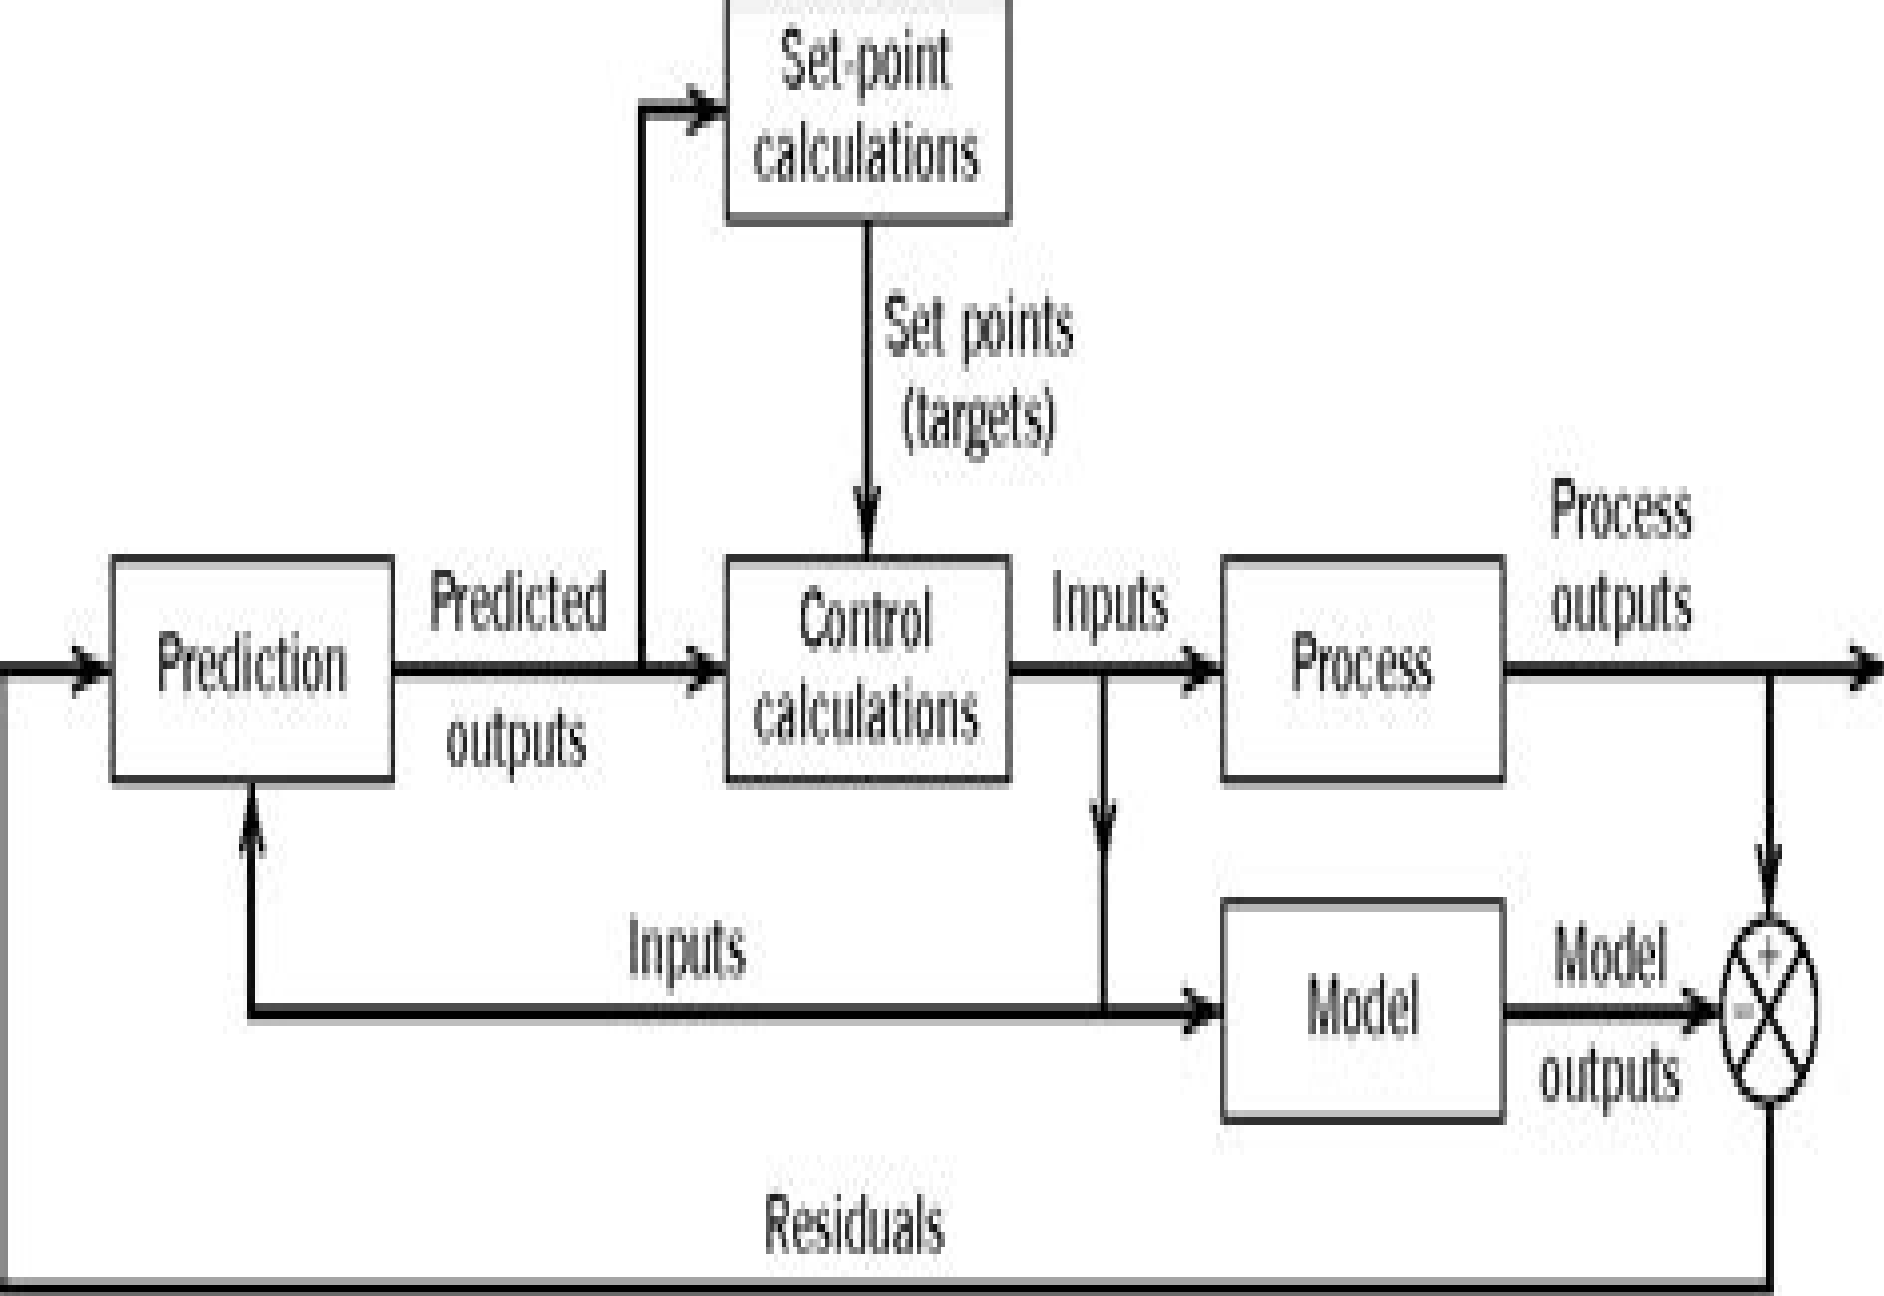 Set-point
calculations
Set points
(targets)
Process
outputs
Predicted
outputs
Prediction
Control
calculations
Inputs
Process
Inputs
Model
Model
outputs
+
-
Residuals